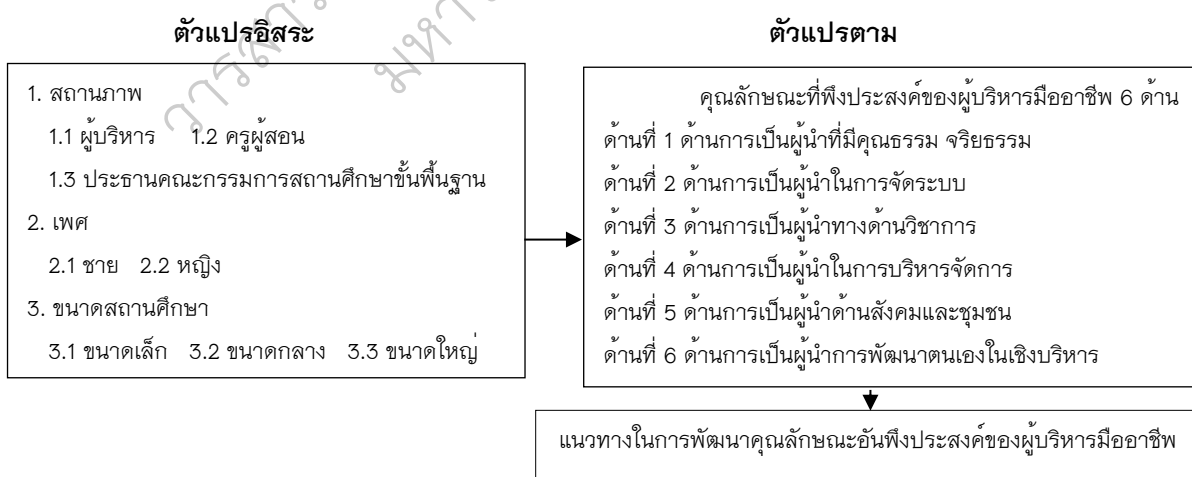 ตัวแปรอิสระ
1. สถานภาพ
1.1 ผู้บริหาร 1.2 ครูผู้สอน
1.3 ประธานคณะกรรมการสถานศึกษาขั้นพื้นฐาน
2. เพศ
2.1 ชาย 2.2 หญิง
3. ขนาดสถานศึกษา
3.1 ขนาดเล็ก 3.2 ขนาดกลาง 3.3 ขนาดใหญ่
ตัวแปรตาม
คุณลักษณะที่พึงประสงค์ของผู้บริหารมืออาชีพ 6 ด้าน
ด้านที่ 1 ด้านการเป็นผู้นำที่มีคุณธรรม จริยธรรม
ด้านที่ 2 ด้านการเป็นผู้นำในการจัดระบบ
ด้านที่ 3 ด้านการเป็นผู้นำทางด้านวิชาการ
ด้านที่ 4 ด้านการเป็นผู้นำในการบริหารจัดการ
ด้านที่ 5 ด้านการเป็นผู้นำด้านสังคมและชุมชน
ด้านที่ 6 ด้านการเป็นผู้นำการพัฒนาตนเองในเชิงบริหาร
แนวทางในการพัฒนาคุณลักษณะอันพึงประสงค์ของผู้บริหารมืออาชีพ